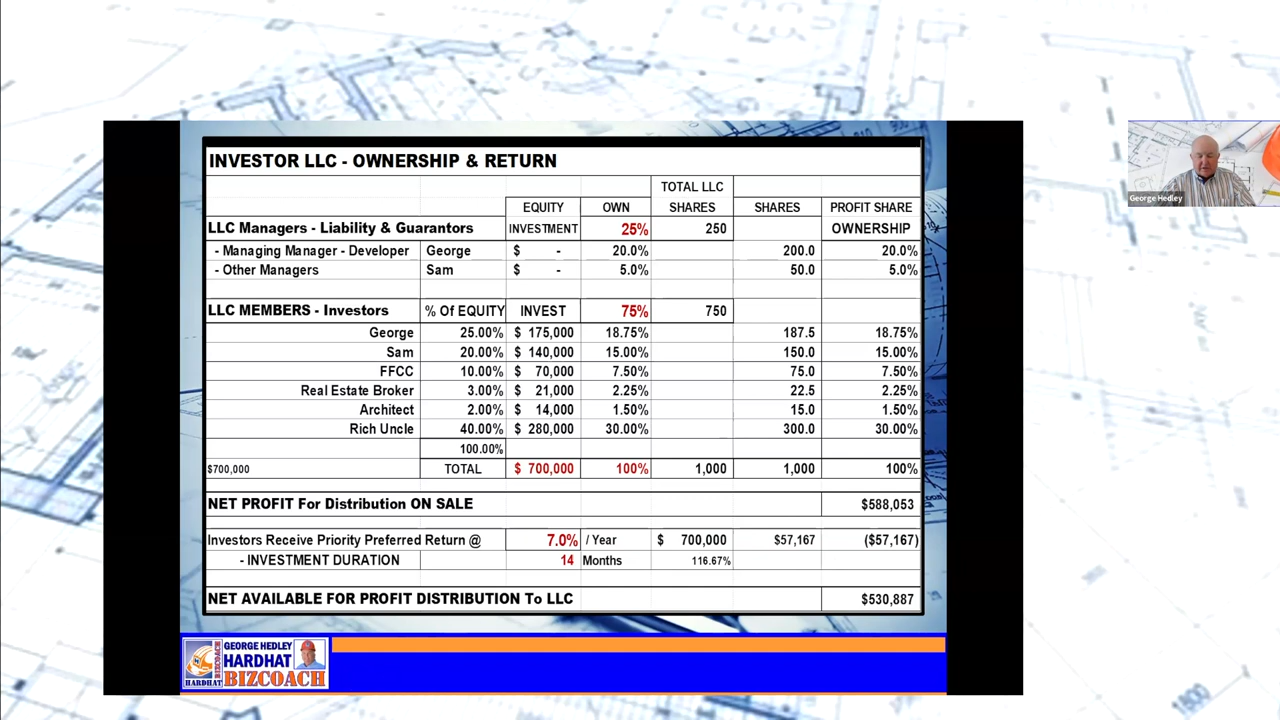 INVESTOR LLC - OWNERSHIP & RETURN
TOTAL LLC
EQUITY OWN SHARES SHARES PROFIT SHARE
LLC Managers - Liability & Guarantors INVESTMENT 25% 250 OWNERSHIP
- Managing Manager - Developer George $ - 20.0% 200.0 20.0%
- Other Managers Sam $ - 5.0% 50.0 5.0%
LLC MEMBERS - Investors % Of EQUITY INVEST 75% 750
George 25.00% $ 175,000 18.75% 187.5 18.75%
Sam 20.00% $ 140,000 15.00% 150.0 15.00%
FFCC 10.00% $ 70,000 7.50% 75.0 7.50%
Real Estate Broker 3.00% $ 21,000 2.25% 22.5 2.25%
Architect 2.00% $ 14,000 1.50% 15.0 1.50%
Rich Uncle 40.00% $ 280,000 30.00% 300.0 30.00%
100.00%
$700,000 TOTAL $ 700,000 100% 1,000 1,000 100%
NET PROFIT For Distribution ON SALE $588,053
Investors Receive Priority Preferred Return @ 7.0% / Year $ 700,000 $57,167 ($57,167)
- INVESTMENT DURATION 14 Months 116.67%
NET AVAILABLE FOR PROFIT DISTRIBUTION To LLC $530,887
GEORGE HEDLEY
HARDHAT
BIZCOACH
HARDHAT
BIZCOACH
George Hedley
1800